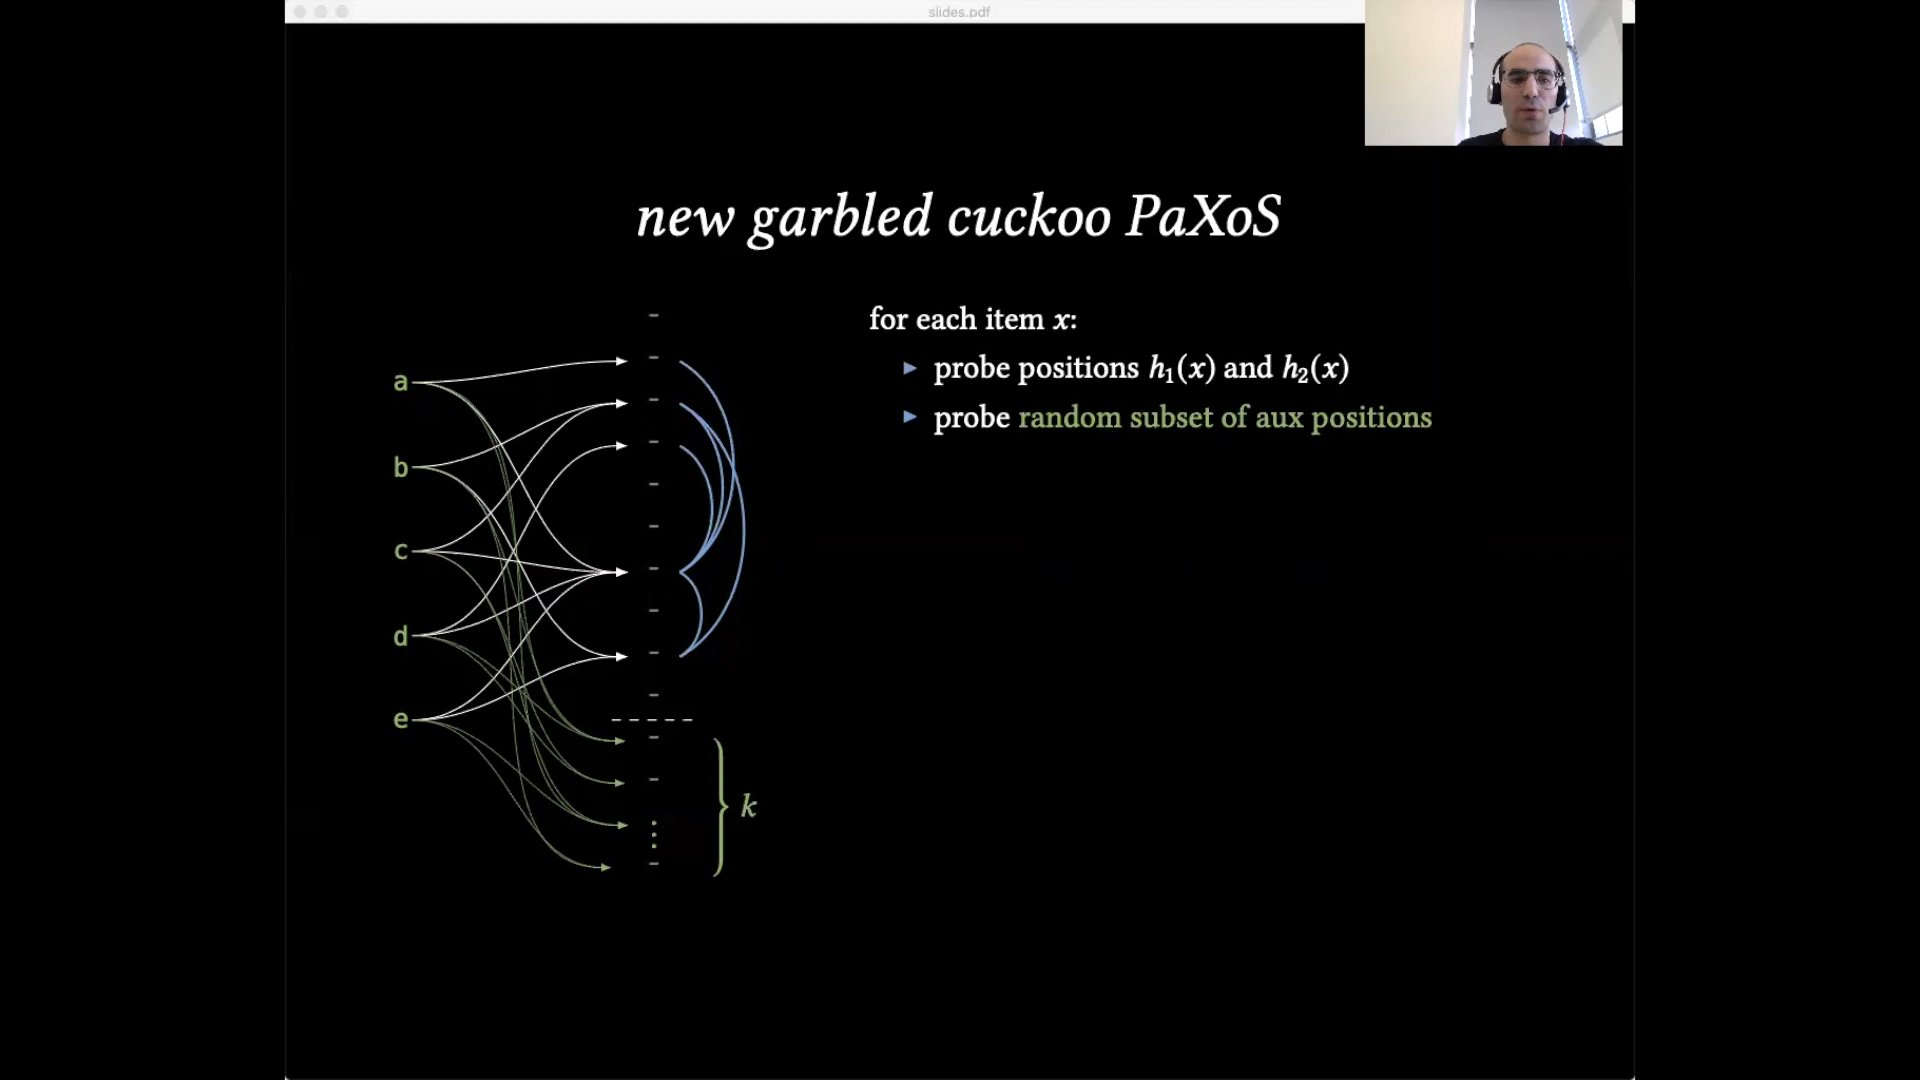 slides.pdf
new garbled cuckoo PaXoS
for each item x:
▶ probe positions h₁(x) and h₂(x)
▶ probe random subset of aux positions
a
b
c
d
e
k